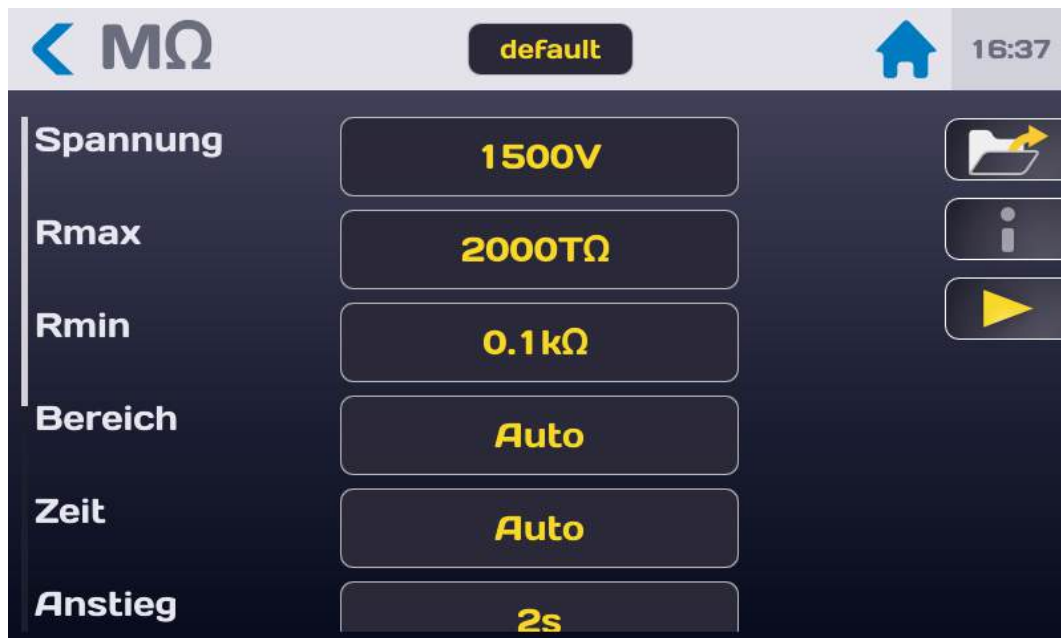 MΩ default 16:37
Spannung 1500V
Rmax 2000TΩ
Rmin 0.1kΩ
Bereich Auto
Zeit Auto
Anstieg 2s